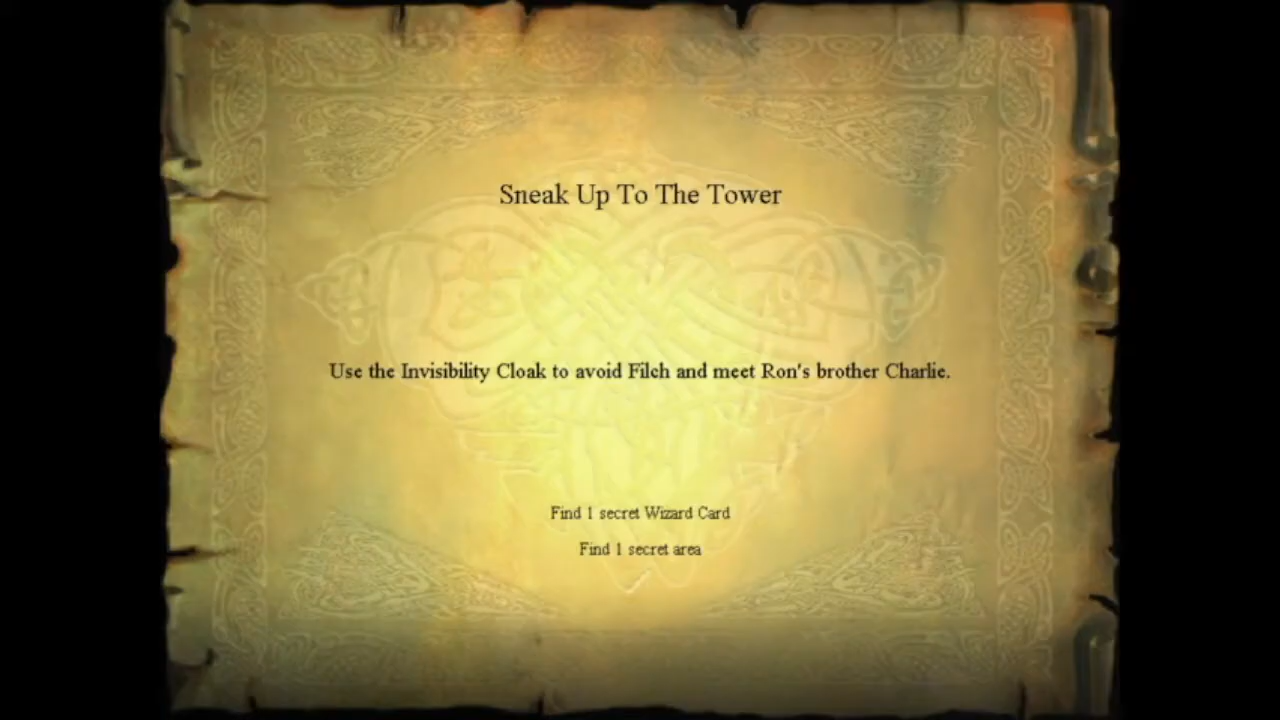 Sneak Up To The Tower
Use the Invisibility Cloak to avoid Filch and meet Ron's brother Charlie.
Find 1 secret Wizard Card
Find 1 secret area